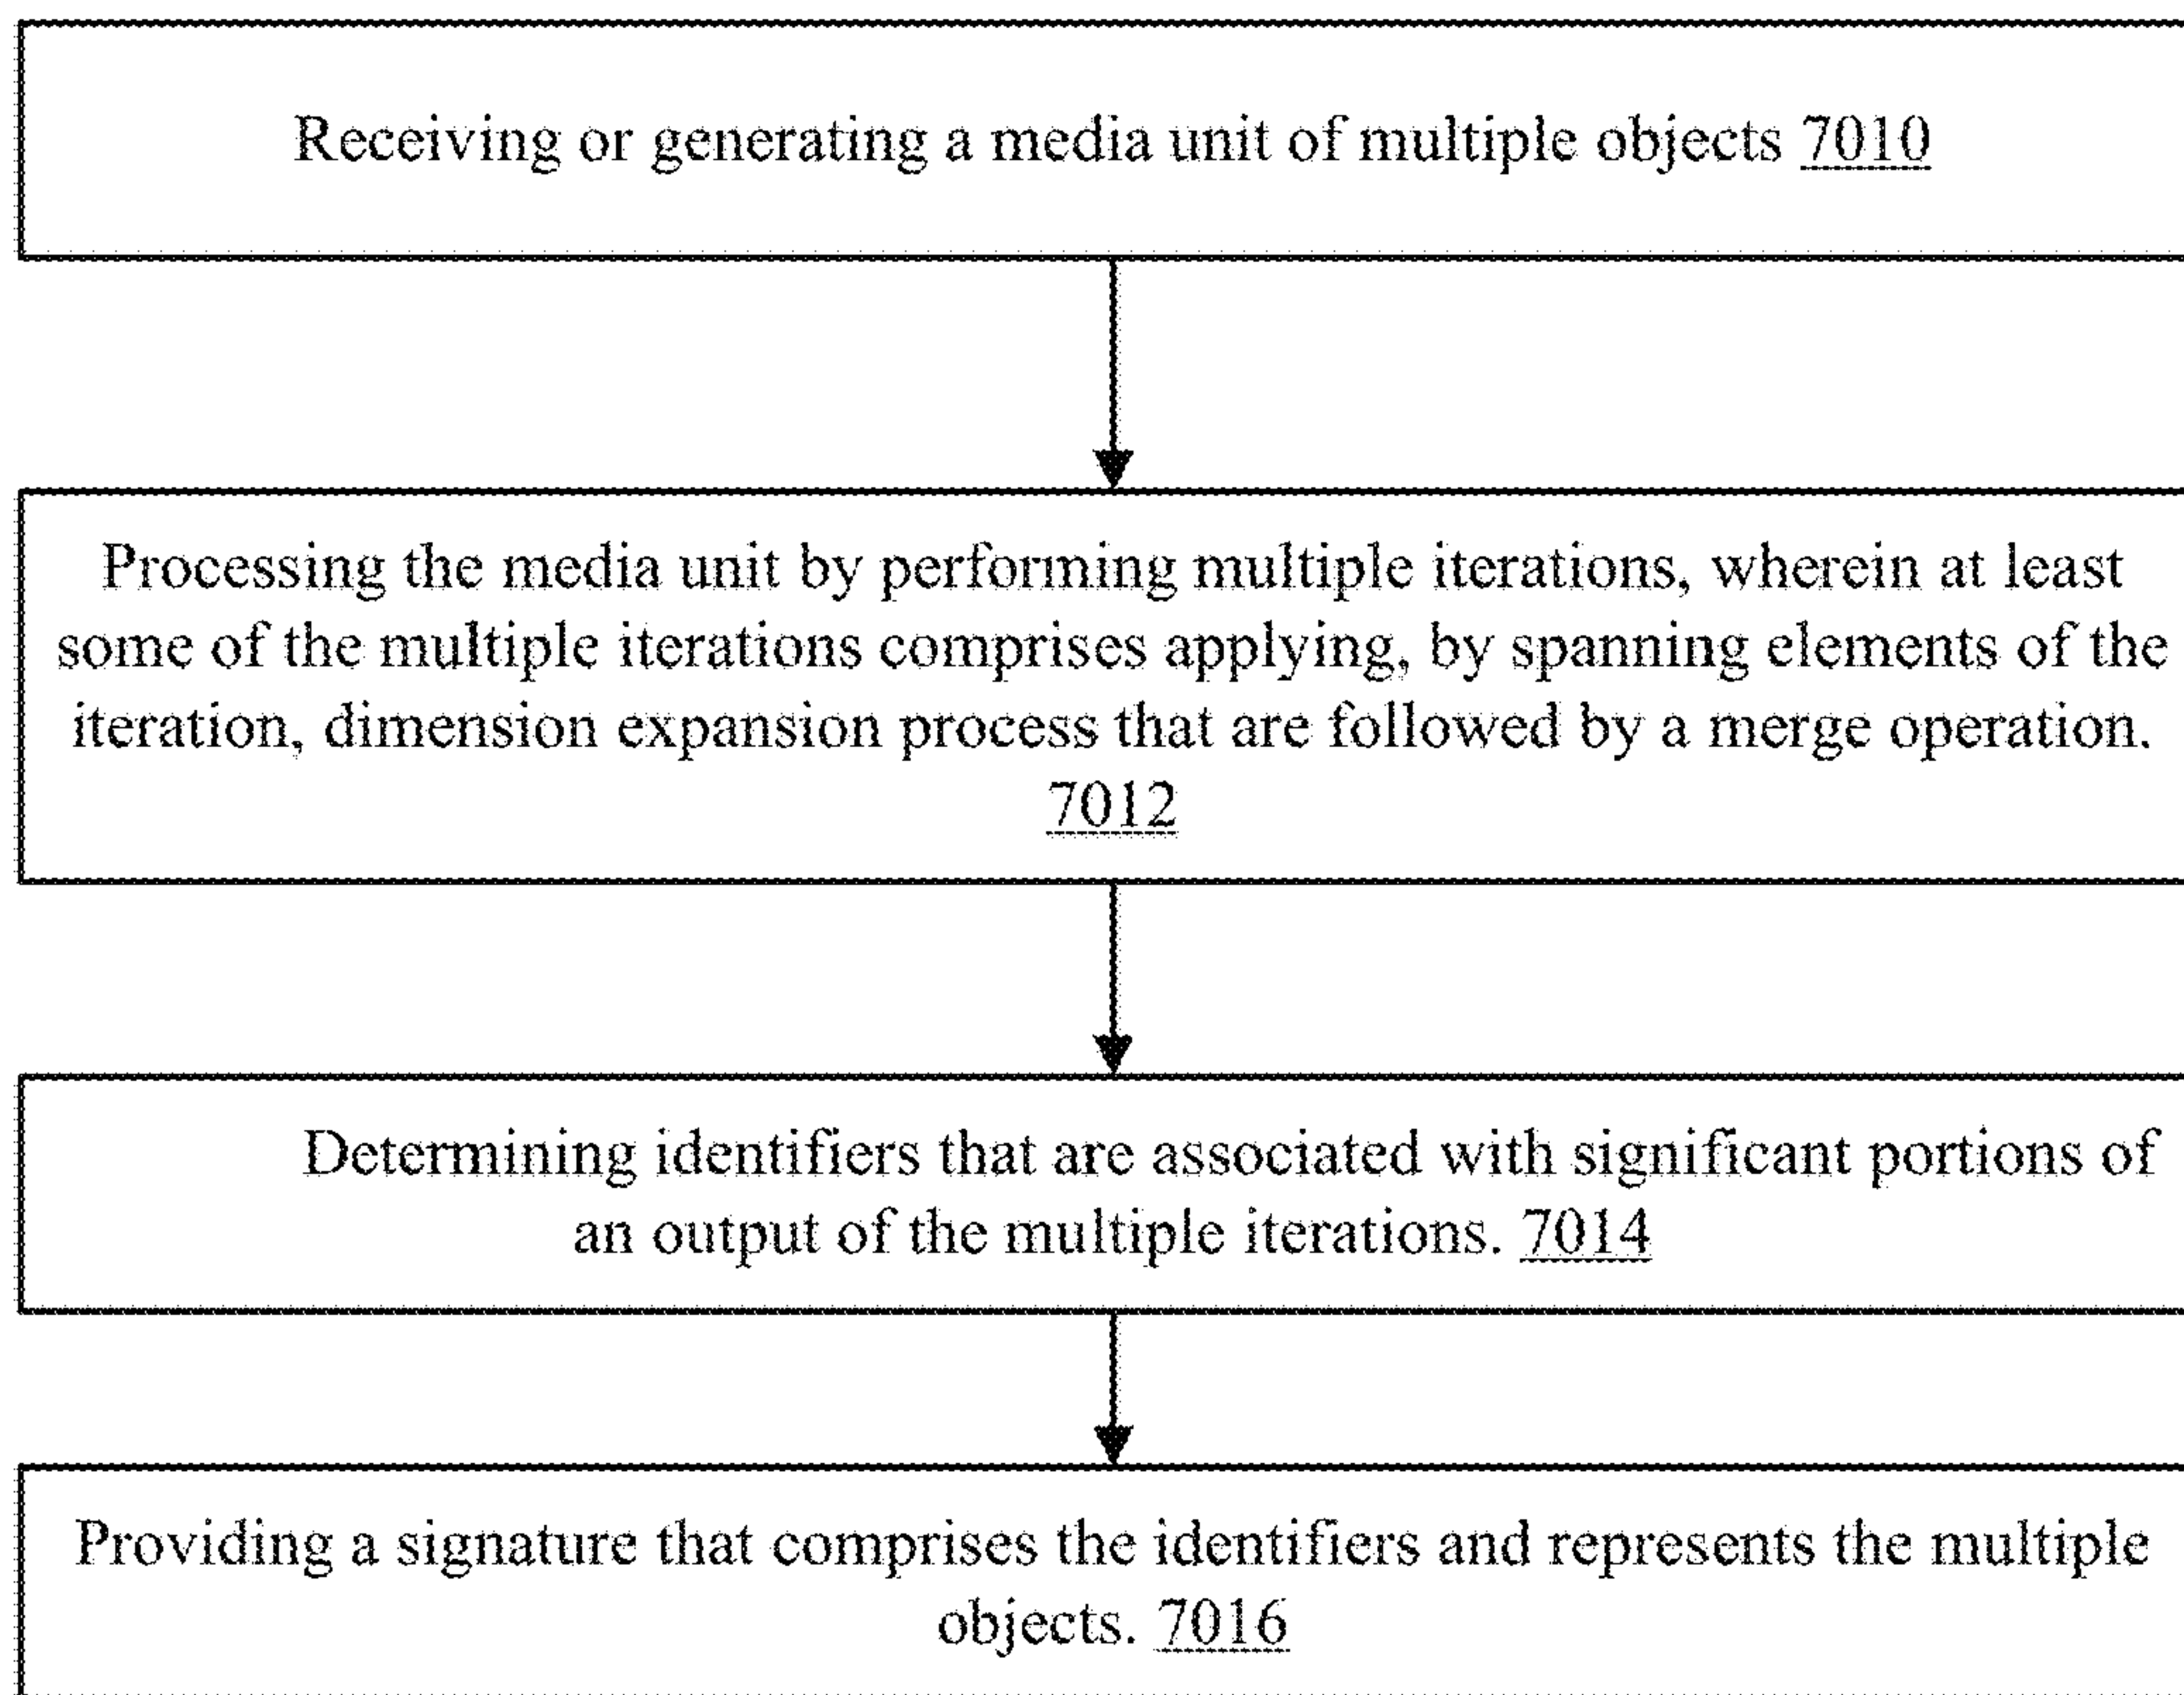 Receiving or generating a media unit of multiple objects 7010
Processing the media unit by performing multiple iterations, wherein at least
some of the multiple iterations comprises applying, by spanning elements of the
iteration, dimension expansion process that are followed by a merge operation.
7012
Determining identifiers that are associated with significant portions of
an output of the multiple iterations. 7014
Providing a signature that comprises the identifiers and represents the multiple
objects. 7016